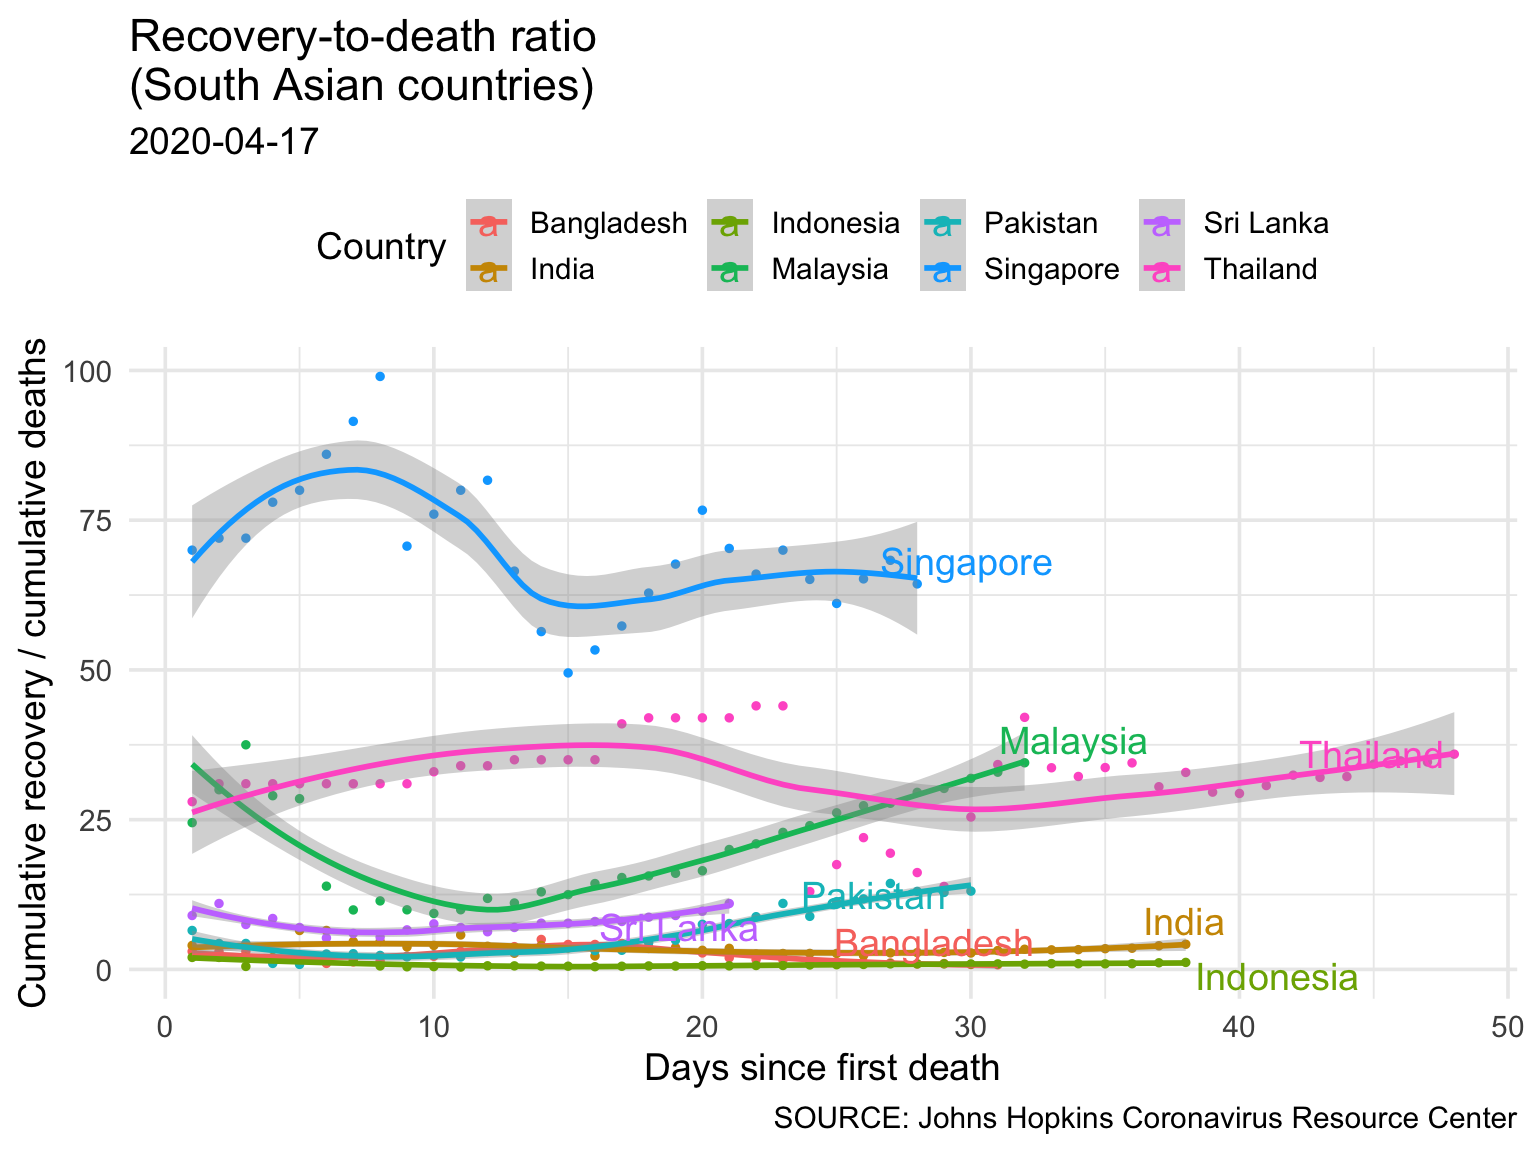 Recovery-to-death ratio
(South Asian countries)
2020-04-17
Country
a Bangladesh a Indonesia a Pakistan a Sri Lanka
a India a Malaysia a Singapore a Thailand
Cumulative recovery / cumulative deaths
100
75
50
25
0
Singapore
Malaysia
Thailand
Pakistan
Sri Lanka
India
Bangladesh
Indonesia
0 10 20 30 40 50
Days since first death
SOURCE: Johns Hopkins Coronavirus Resource Center